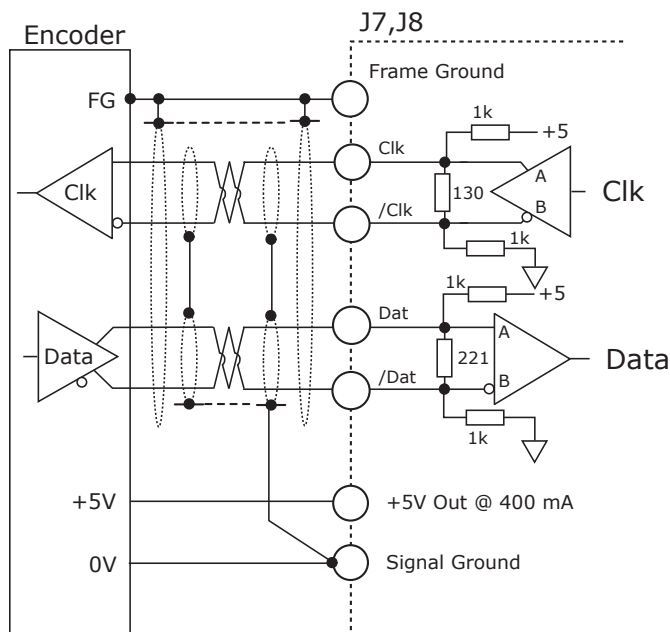 J7,J8
Encoder
Frame Ground
FG
1k
+5
Clk
A
Clk
130
Clk
B
/Clk
1k
1k
+5
Dat
A
Data
221
Data
B
/Dat
1k
+5V
+5V Out @ 400 mA
0V
Signal Ground